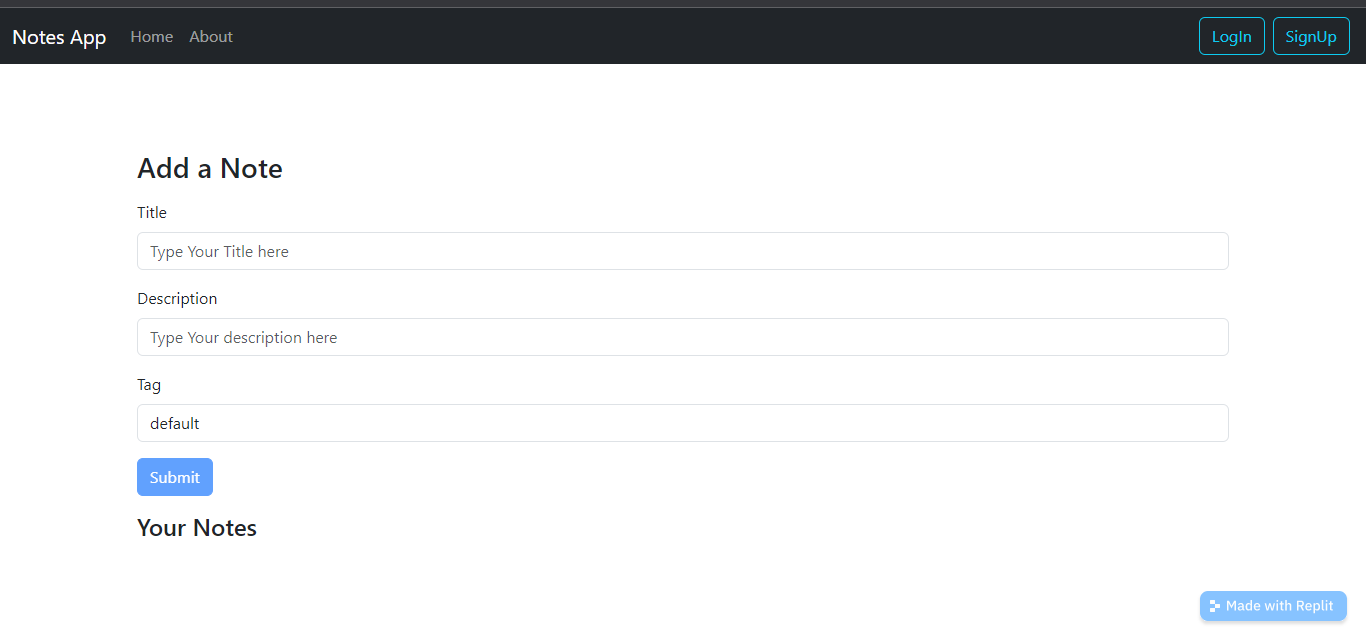 Notes App Home About LogIn SignUp
Add a Note
Title
Type Your Title here
Description
Type Your description here
Tag
default
Submit
Your Notes
Made with Replit